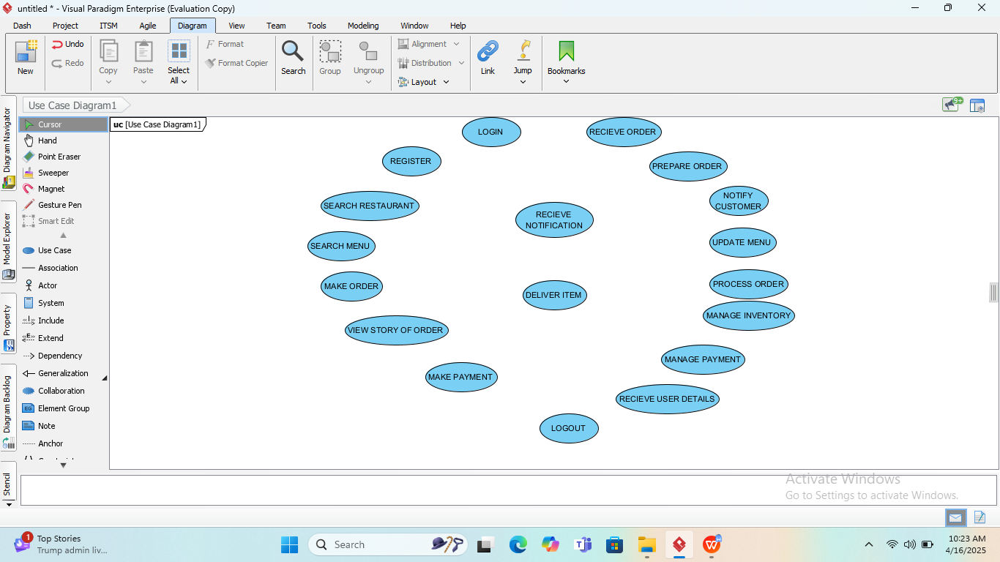 untitled * - Visual Paradigm Enterprise (Evaluation Copy)
Dash Project ITSM Agile Diagram View Team Tools Modeling Window Help
New
Undo
Redo
Copy
Paste
Select
All
Format
Format Copier
Search
Group
Ungroup
Alignment
Distribution
Layout
Link
Jump
Bookmarks
Use Case Diagram1
9+
Diagram Navigator
Model Explorer
Property
Diagram Backlog
Stencil
Cursor
Hand
Point Eraser
Sweeper
Magnet
Gesture Pen
Smart Edit
Use Case
Association
Actor
System
Include
Extend
Dependency
Generalization
Collaboration
Element Group
Note
Anchor
uc [Use Case Diagram1]
LOGIN
RECIEVE ORDER
REGISTER
PREPARE ORDER
SEARCH RESTAURANT
NOTIFY
CUSTOMER
RECIEVE
NOTIFICATION
SEARCH MENU
UPDATE MENU
MAKE ORDER
PROCESS ORDER
DELIVER ITEM
MANAGE INVENTORY
VIEW STORY OF ORDER
MANAGE PAYMENT
MAKE PAYMENT
RECIEVE USER DETAILS
LOGOUT
Activate Windows
Go to Settings to activate Windows.
1
Top Stories
Trump admin liv...
Search
10:23 AM
4/16/2025